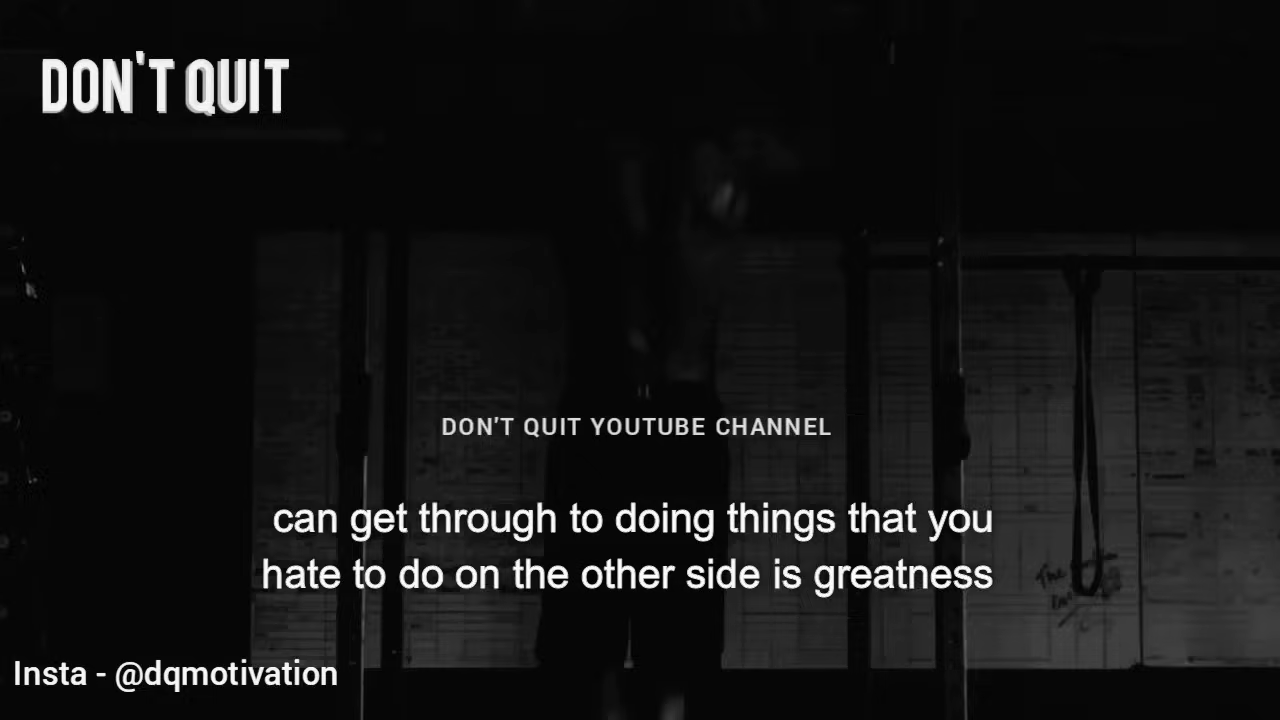 DON'T QUIT
DON'T QUIT YOUTUBE CHANNEL
can get through to doing things that you
hate to do on the other side is greatness
The
Insta - @dqmotivation